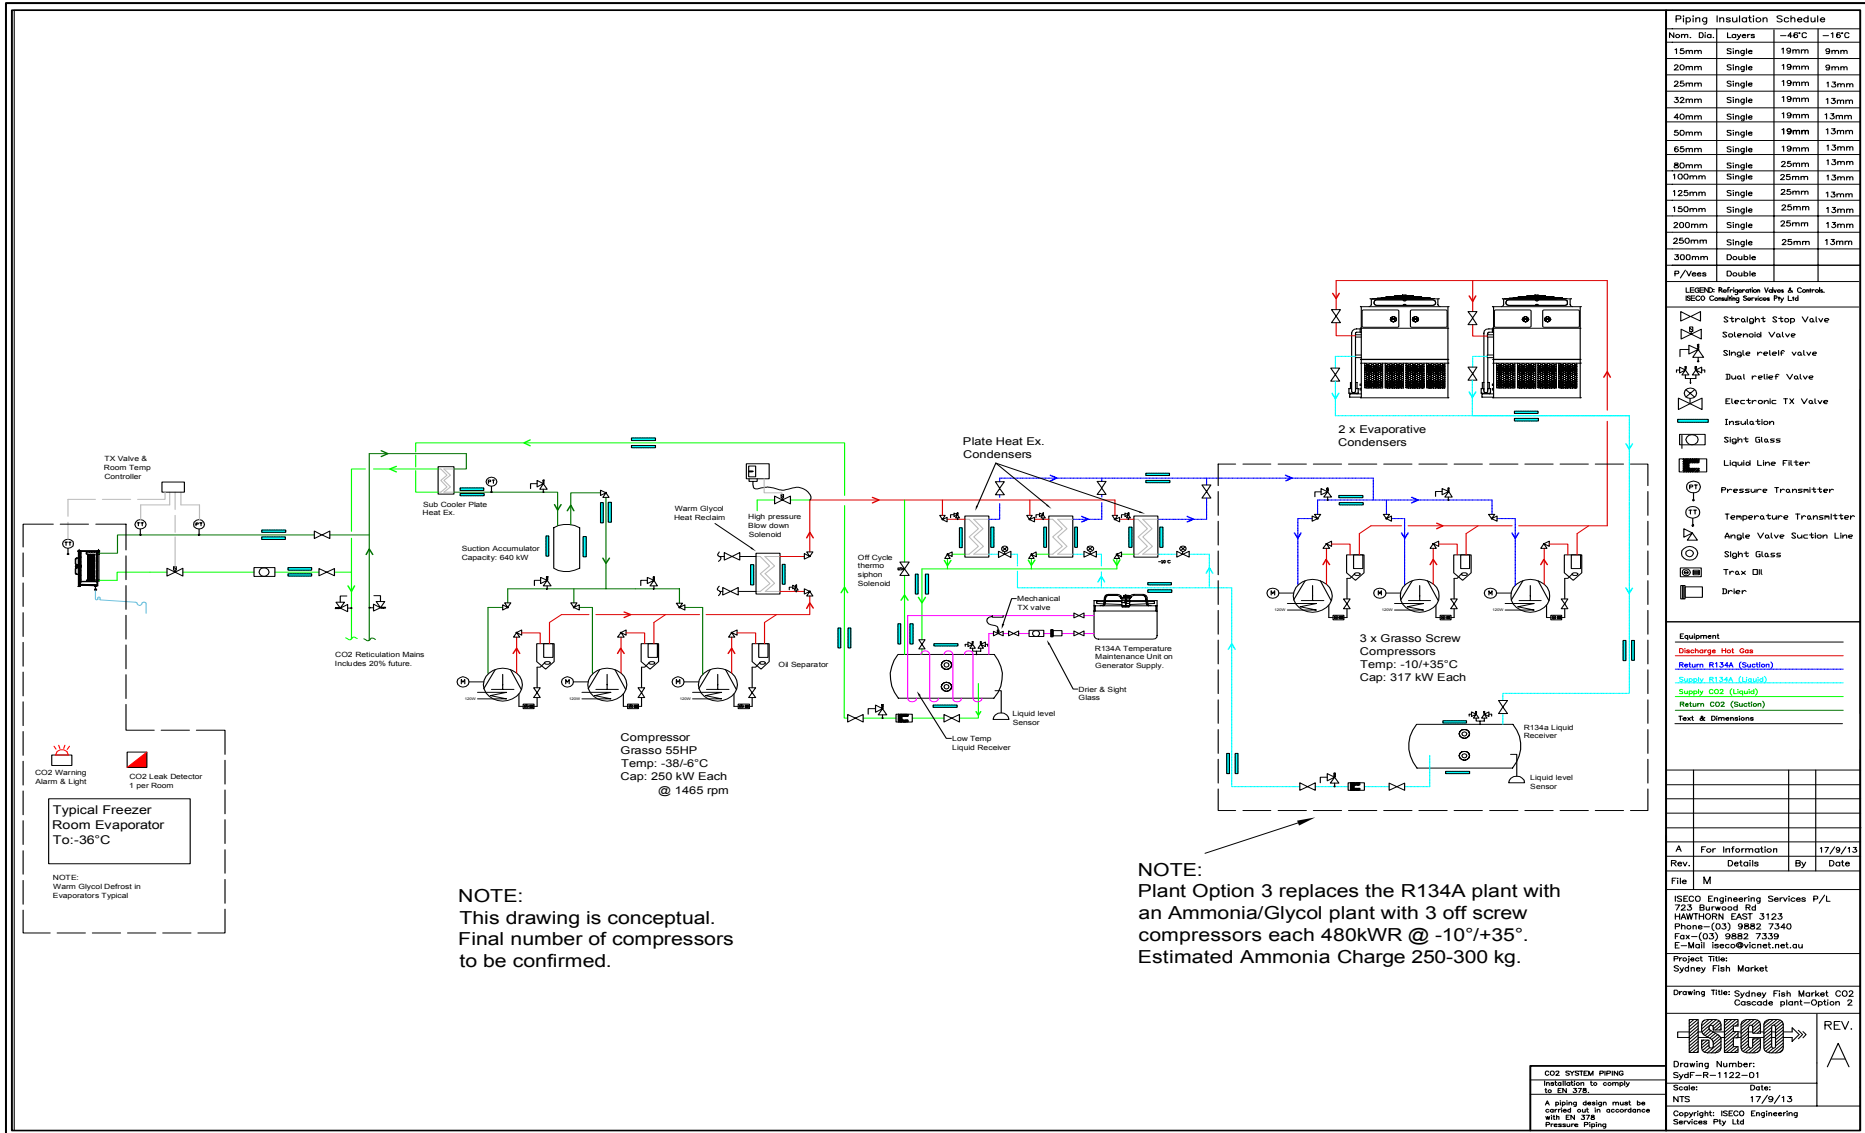 Piping Insulation Schedule
Nom. Dia. Layers -46°C -16°C
15mm Single 19mm 9mm
20mm Single 19mm 9mm
25mm Single 19mm 13mm
32mm Single 19mm 13mm
40mm Single 19mm 13mm
50mm Single 19mm 13mm
65mm Single 19mm 13mm
80mm Single 25mm 13mm
100mm Single 25mm 13mm
125mm Single 25mm 13mm
150mm Single 25mm 13mm
200mm Single 25mm 13mm
250mm Single 25mm 13mm
300mm Double
P/Vees Double
LEGEND: Refrigeration Valves & Controls.
ISECO Consulting Services Pty Ltd
Straight Stop Valve
Solenoid Valve
Single releif valve
Dual relief Valve
Electronic TX Valve
Insulation
Sight Glass
Liquid Line Filter
PT Pressure Transmitter
TT Temperature Transmitter
Angle Valve Suction Line
Sight Glass
Trax Oil
Drier
Equipment
Discharge Hot Gas
Return R134A (Suction)
Supply R134A (Liquid)
Supply CO2 (Liquid)
Return CO2 (Suction)
Text & Dimensions
A For Information 17/9/13
Rev. Details By Date
File M
ISECO Engineering Services P/L
723 Burwood Rd
HAWTHORN EAST 3123
Phone-(03) 9882 7340
Fax-(03) 9882 7339
E-Mail iseco@vicnet.net.au
Project Title:
Sydney Fish Market
Drawing Title: Sydney Fish Market CO2
Cascade plant-Option 2
ISECO
REV.
A
Drawing Number:
SydF-R-1122-01
Scale: Date:
NTS 17/9/13
Copyright: ISECO Engineering
Services Pty Ltd
CO2 SYSTEM PIPING
Installation to comply
to EN 378.
A piping design must be
carried out in accordance
with EN 378
Pressure Piping
2 x Evaporative
Condensers
Plate Heat Ex.
Condensers
TX Valve &
Room Temp
Controller
TT
PT
TT
Sub Cooler Plate
Heat Ex.
PT
Suction Accumulator
Capacity: 640 kW
Warm Glycol
Heat Reclaim
High pressure
Blow down
Solenoid
Off Cycle
thermo
siphon
Solenoid
-10°C
Mechanical
TX valve
R134A Temperature
Maintenance Unit on
Generator Supply.
Drier & Sight
Glass
Oil Separator
CO2 Reticulation Mains
Includes 20% future.
M
120W
M
120W
M
120W
Liquid level
Sensor
Low Temp
Liquid Receiver
Compressor
Grasso 55HP
Temp: -38/-6°C
Cap: 250 kW Each
@ 1465 rpm
M
120W
M
120W
M
120W
3 x Grasso Screw
Compressors
Temp: -10/+35°C
Cap: 317 kW Each
R134a Liquid
Receiver
Liquid level
Sensor
CO2 Warning
Alarm & Light
CO2 Leak Detector
1 per Room
Typical Freezer
Room Evaporator
To:-36°C
NOTE:
Warm Glycol Defrost in
Evaporators Typical
NOTE:
This drawing is conceptual.
Final number of compressors
to be confirmed.
NOTE:
Plant Option 3 replaces the R134A plant with
an Ammonia/Glycol plant with 3 off screw
compressors each 480kWR @ -10°/+35°.
Estimated Ammonia Charge 250-300 kg.